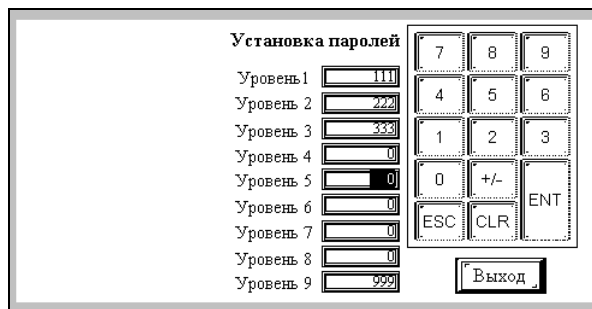 Установка паролей
Уровень1 111
Уровень 2 222
Уровень 3 333
Уровень 4 0
Уровень 5 0
Уровень 6 0
Уровень 7 0
Уровень 8 0
Уровень 9 999
7 8 9
4 5 6
1 2 3
0 +/- ENT
ESC CLR
Выход